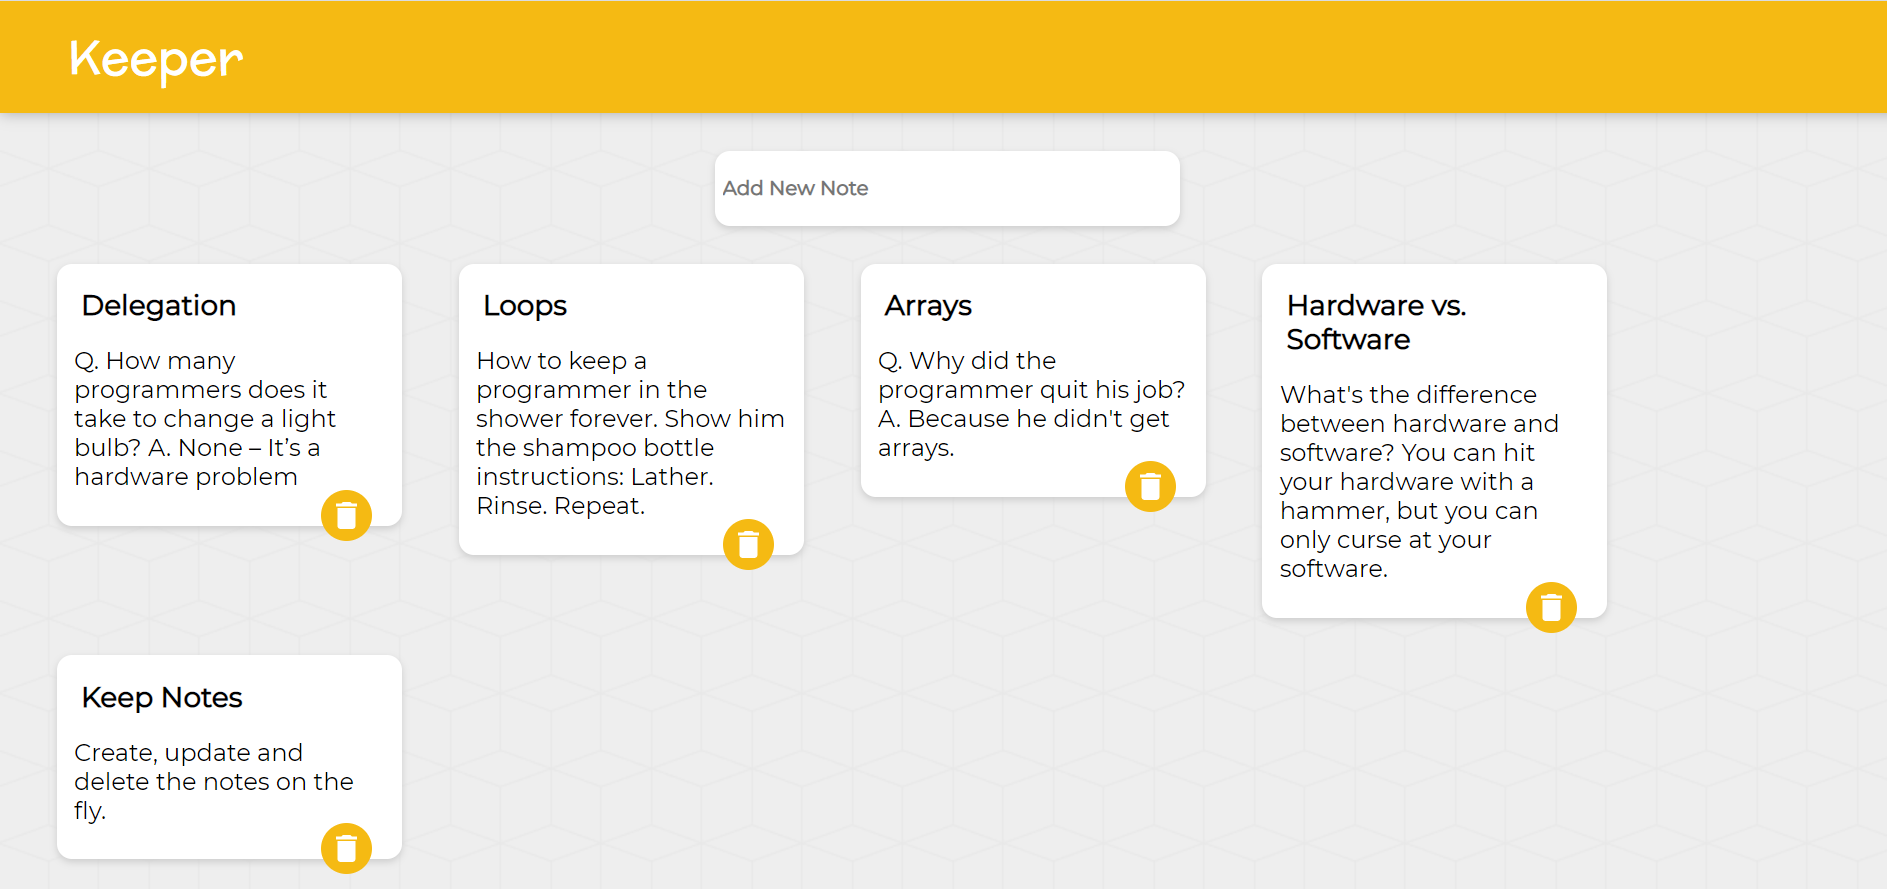 Keeper
Add New Note
Delegation
Q. How many
programmers does it
take to change a light
bulb? A. None – It’s a
hardware problem
Loops
How to keep a
programmer in the
shower forever. Show him
the shampoo bottle
instructions: Lather.
Rinse. Repeat.
Arrays
Q. Why did the
programmer quit his job?
A. Because he didn't get
arrays.
Hardware vs.
Software
What's the difference
between hardware and
software? You can hit
your hardware with a
hammer, but you can
only curse at your
software.
Keep Notes
Create, update and
delete the notes on the
fly.